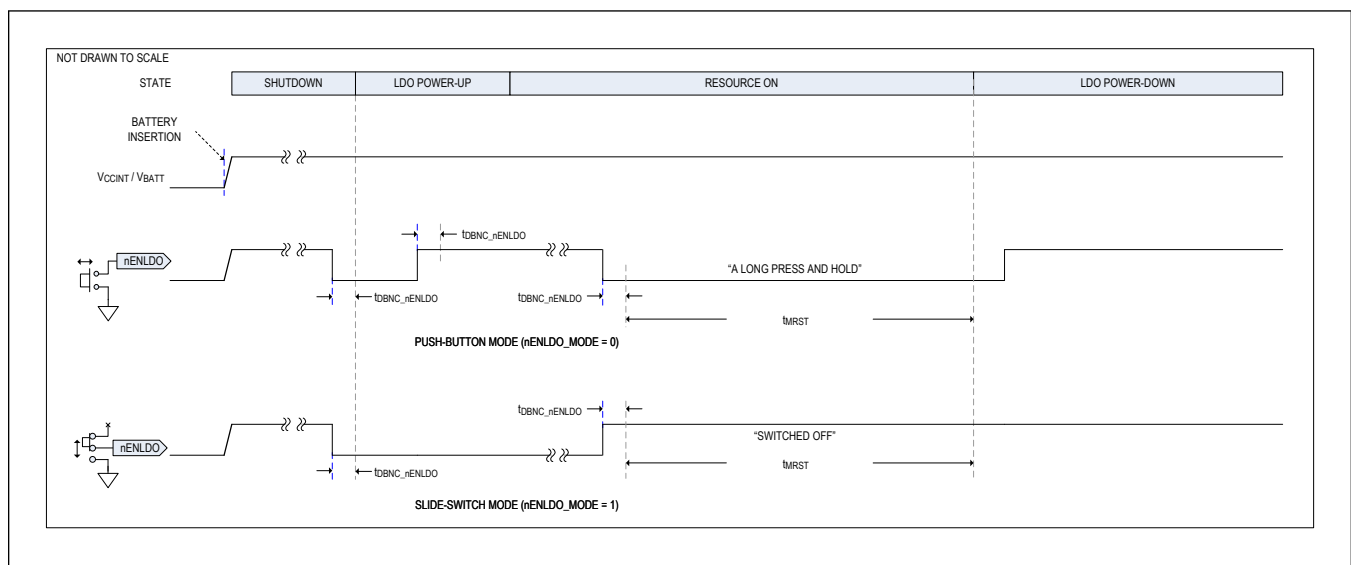 NOT DRAWN TO SCALE
STATE
SHUTDOWN
LDO POWER-UP
RESOURCE ON
LDO POWER-DOWN
BATTERY
INSERTION
VCCINT / VBATT
tDBNC_nENLDO
nENLDO
"A LONG PRESS AND HOLD"
tDBNC_nENLDO
tDBNC_nENLDO
tMRST
PUSH-BUTTON MODE (nENLDO_MODE = 0)
tDBNC_nENLDO
nENLDO
"SWITCHED OFF"
tDBNC_nENLDO
tMRST
SLIDE-SWITCH MODE (nENLDO_MODE = 1)